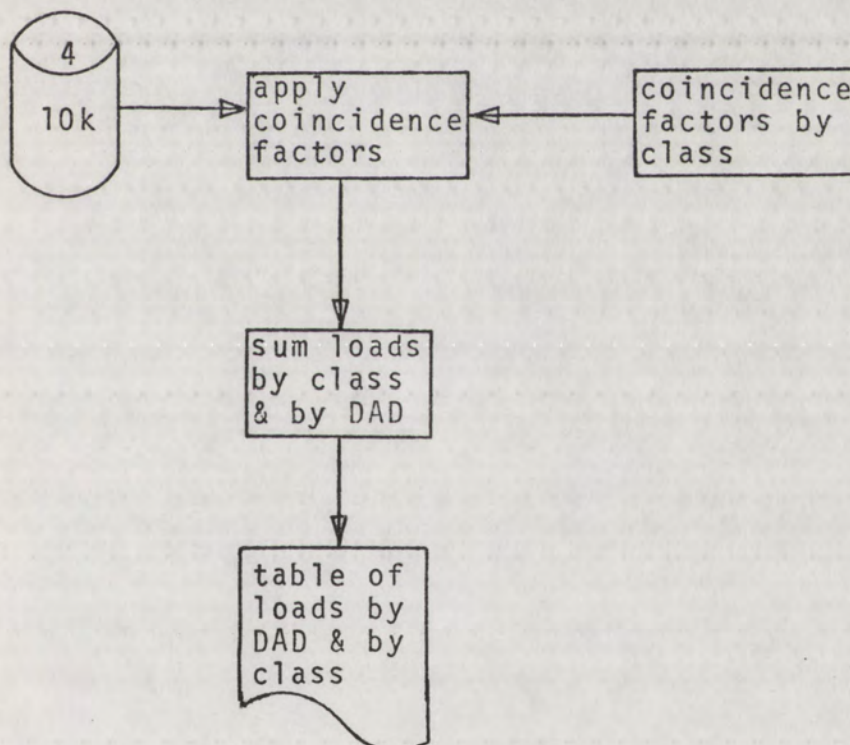 4
10k
apply
coincidence
factors
coincidence
factors by
class
sum loads
by class
& by DAD
table of
loads by
DAD & by
class